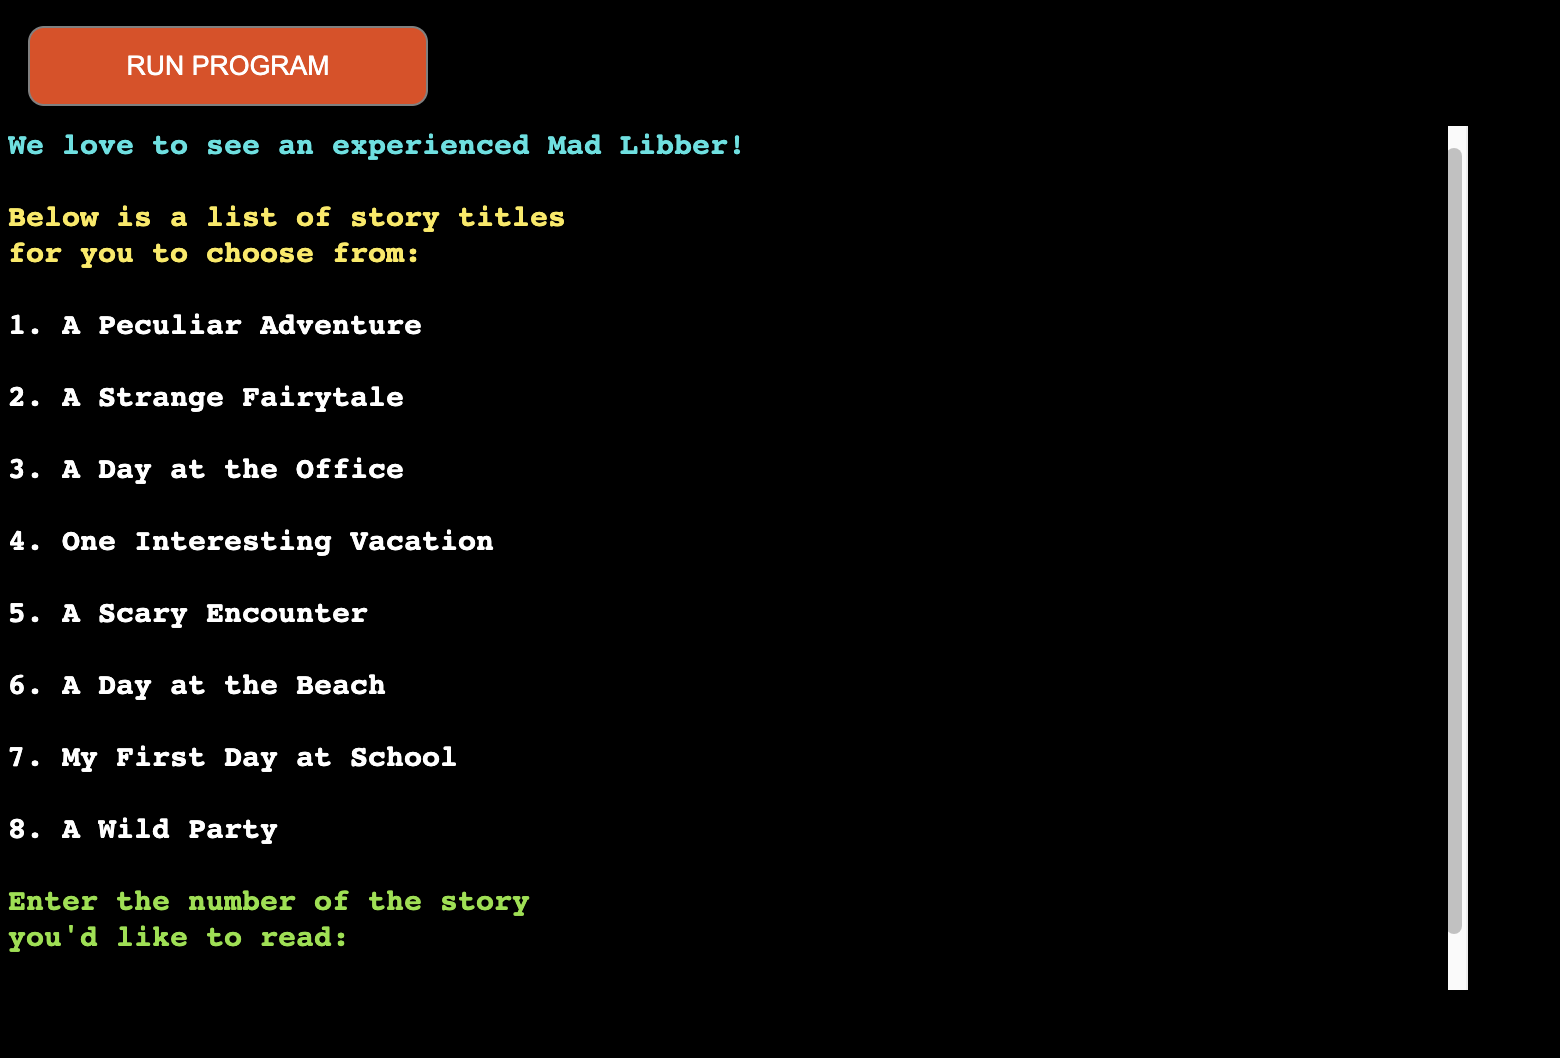 RUN PROGRAM
We love to see an experienced Mad Libber!
Below is a list of story titles
for you to choose from:
1. A Peculiar Adventure
2. A Strange Fairytale
3. A Day at the Office
4. One Interesting Vacation
5. A Scary Encounter
6. A Day at the Beach
7. My First Day at School
8. A Wild Party
Enter the number of the story
you'd like to read: